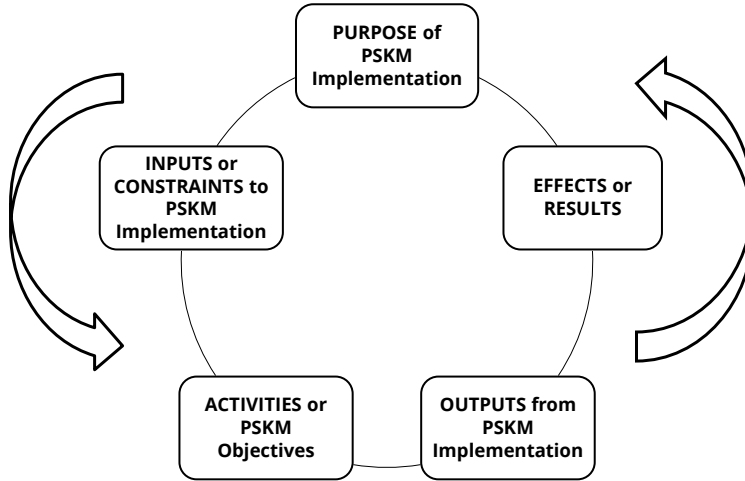 PURPOSE of
PSKM
Implementation
INPUTS or
CONSTRAINTS to
PSKM
Implementation
EFFECTS or
RESULTS
ACTIVITIES or
PSKM
Objectives
OUTPUTS from
PSKM
Implementation